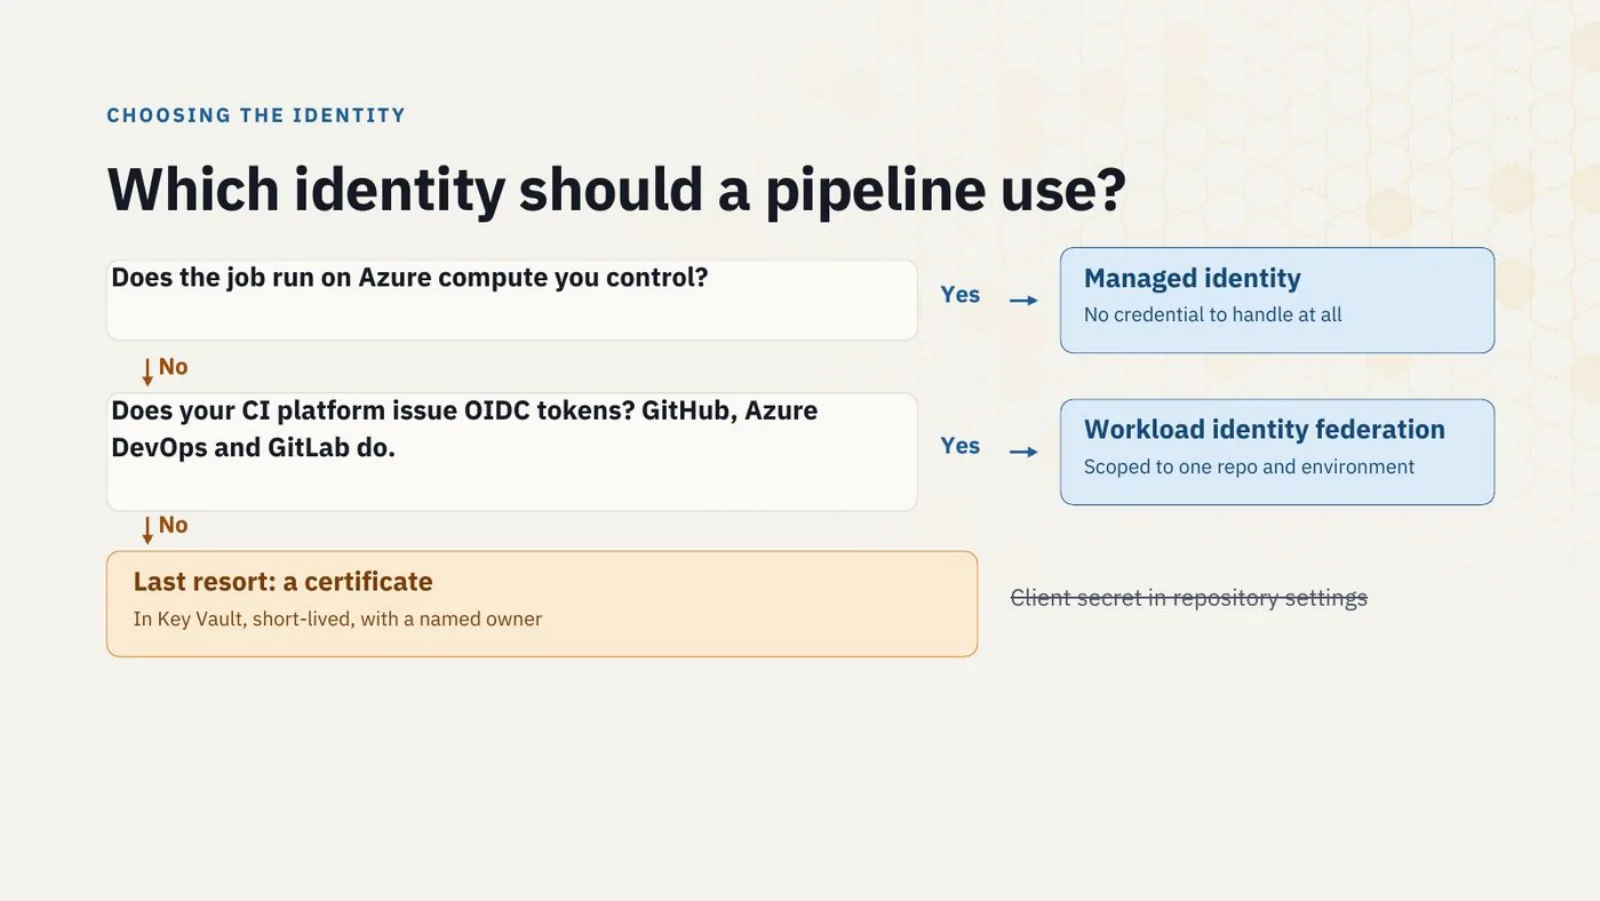 CHOOSING THE IDENTITY
Which identity should a pipeline use?
Does the job run on Azure compute you control?
Yes →
Managed identity
No credential to handle at all
↓ No
Does your CI platform issue OIDC tokens? GitHub, Azure
DevOps and GitLab do.
Yes →
Workload identity federation
Scoped to one repo and environment
↓ No
Last resort: a certificate
In Key Vault, short-lived, with a named owner
Client secret in repository settings